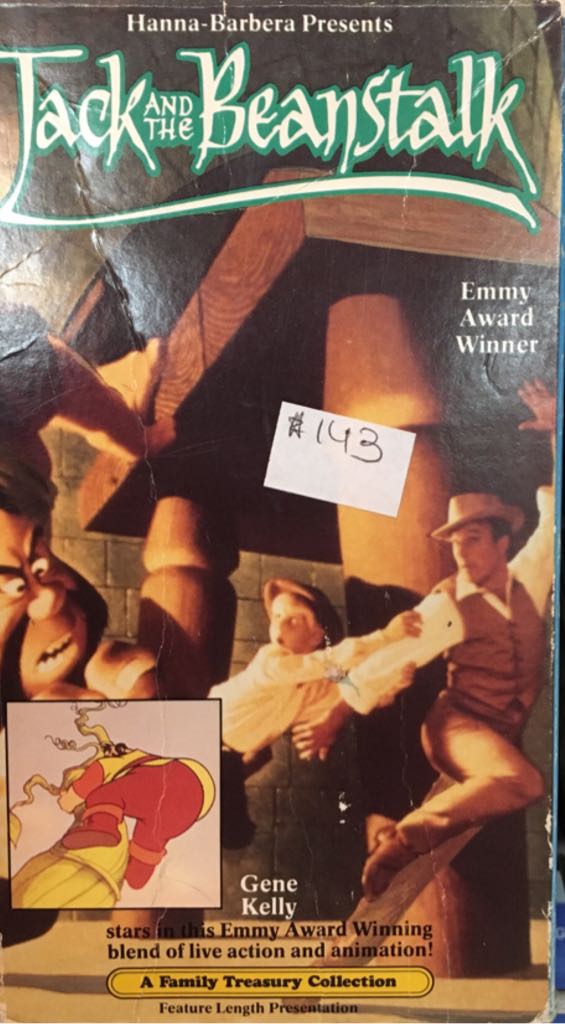 Hanna-Barbera Presents
Jack AND THE Beanstalk
Emmy
Award
Winner
#143
Gene
Kelly
stars in this Emmy Award Winning
blend of live action and animation!
A Family Treasury Collection
Feature Length Presentation